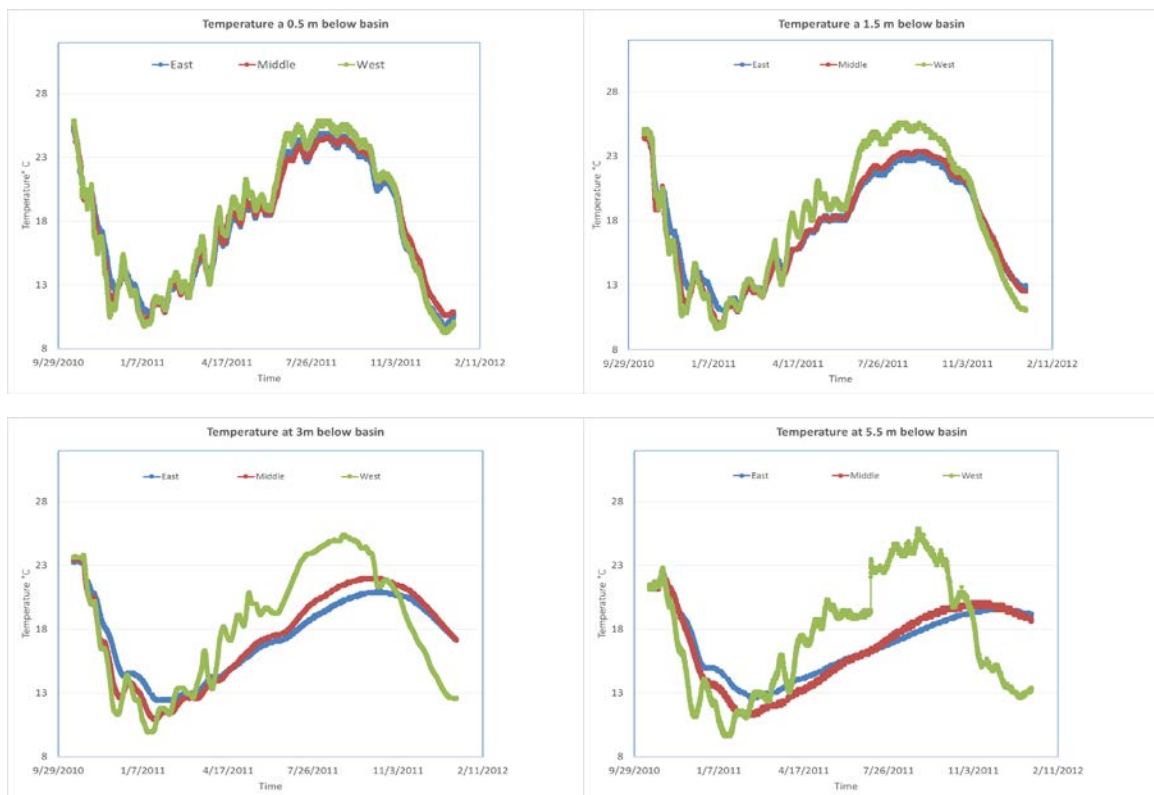 Temperature a 0.5 m below basin
East Middle West
28
23
18
13
8
Temperature° C
9/29/2010 1/7/2011 4/17/2011 7/26/2011 11/3/2011 2/11/2012
Time
Temperature a 1.5 m below basin
East Middle West
28
23
18
13
8
Temperature °C
9/29/2010 1/7/2011 4/17/2011 7/26/2011 11/3/2011 2/11/2012
Time
Temperature at 3m below basin
East Middle West
28
23
18
13
8
Temperature °C
9/29/2010 1/7/2011 4/17/2011 7/26/2011 11/3/2011 2/11/2012
Time
Temperature at 5.5 m below basin
East Middle West
28
23
18
13
8
Temperature °C
9/29/2010 1/7/2011 4/17/2011 7/26/2011 11/3/2011 2/11/2012
Time